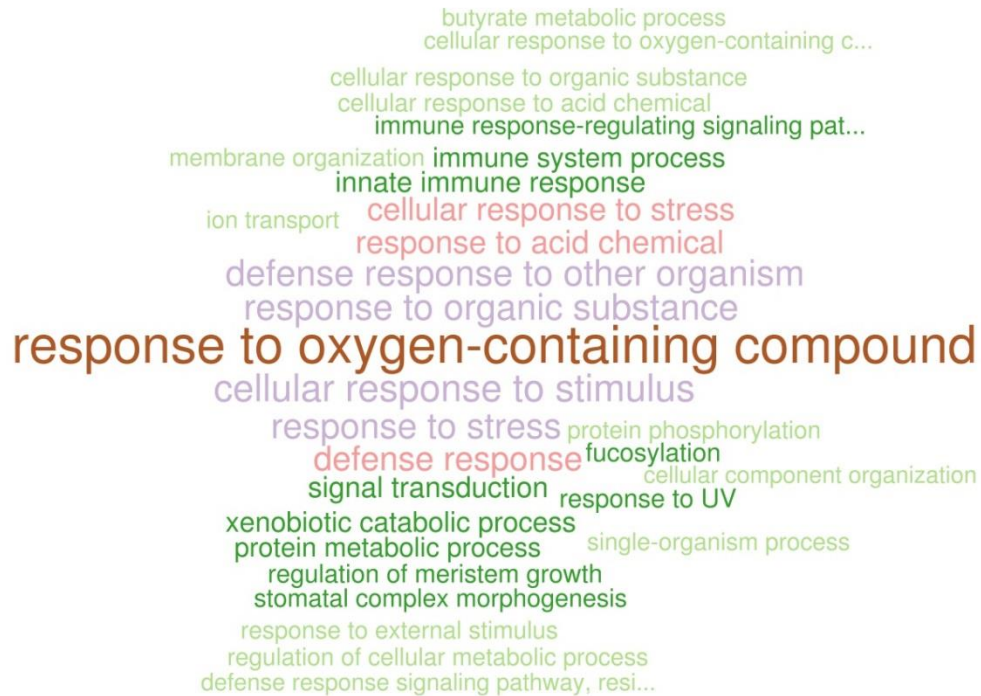 butyrate metabolic process
cellular response to oxygen-containing c...
cellular response to organic substance
cellular response to acid chemical
immune response-regulating signaling pat...
membrane organization immune system process
innate immune response
ion transport cellular response to stress
response to acid chemical
defense response to other organism
response to organic substance
response to oxygen-containing compound
cellular response to stimulus
response to stress protein phosphorylation
defense response fucosylation
cellular component organization
signal transduction response to UV
xenobiotic catabolic process
protein metabolic process single-organism process
regulation of meristem growth
stomatal complex morphogenesis
response to external stimulus
regulation of cellular metabolic process
defense response signaling pathway, resi...